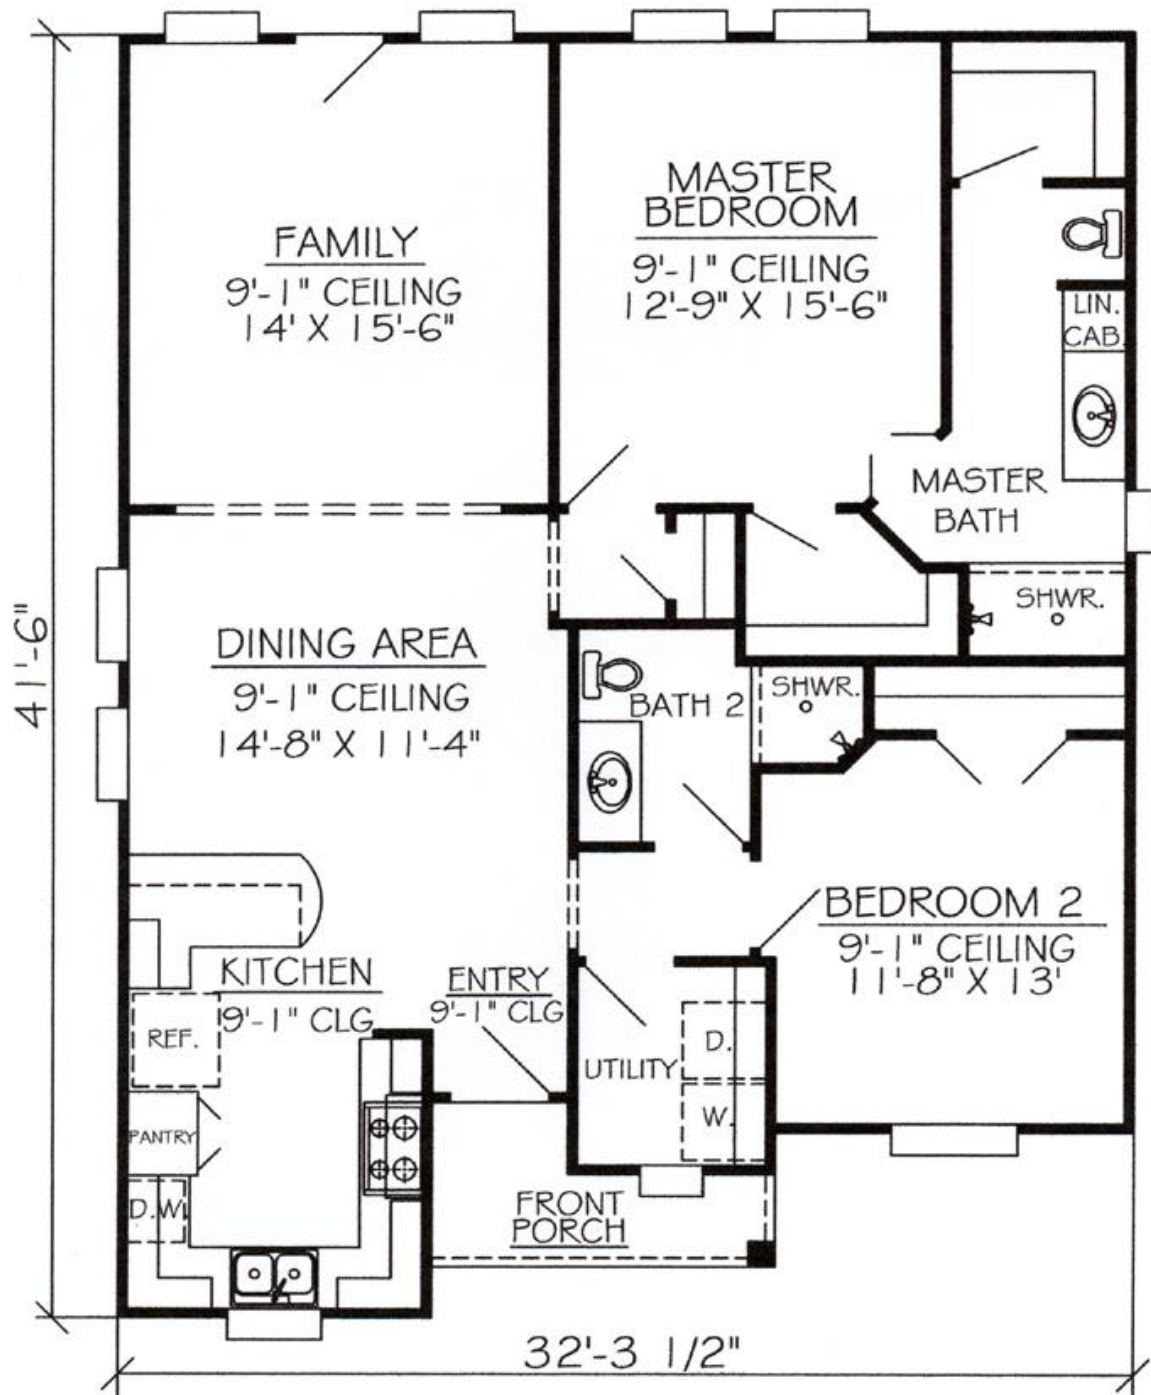 FAMILY
9'-1" CEILING
14' X 15'-6"
MASTER
BEDROOM
9'-1" CEILING
12'-9" X 15'-6"
LIN.
CAB.
MASTER
BATH
SHWR.
41'-6"
DINING AREA
9'-1" CEILING
14'-8" X 11'-4"
BATH 2
SHWR.
BEDROOM 2
9'-1" CEILING
11'-8" X 13'
KITCHEN
9'-1" CLG
ENTRY
9'-1" CLG
REF.
UTILITY
D.
W.
PANTRY
D.W.
FRONT
PORCH
32'-3 1/2"